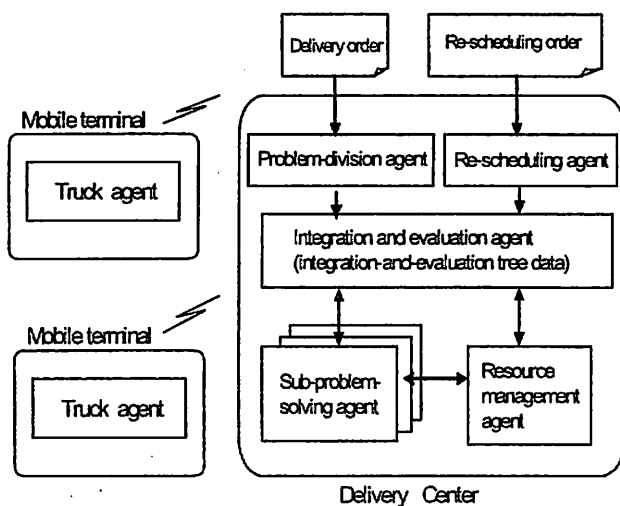 Delivery order
Re-scheduling order
Mobile terminal
Truck agent
Problem-division agent
Re-scheduling agent
Integration and evaluation agent
(integration-and-evaluation tree data)
Mobile terminal
Truck agent
Sub-problem-
solving agent
Resource
management
agent
Delivery Center